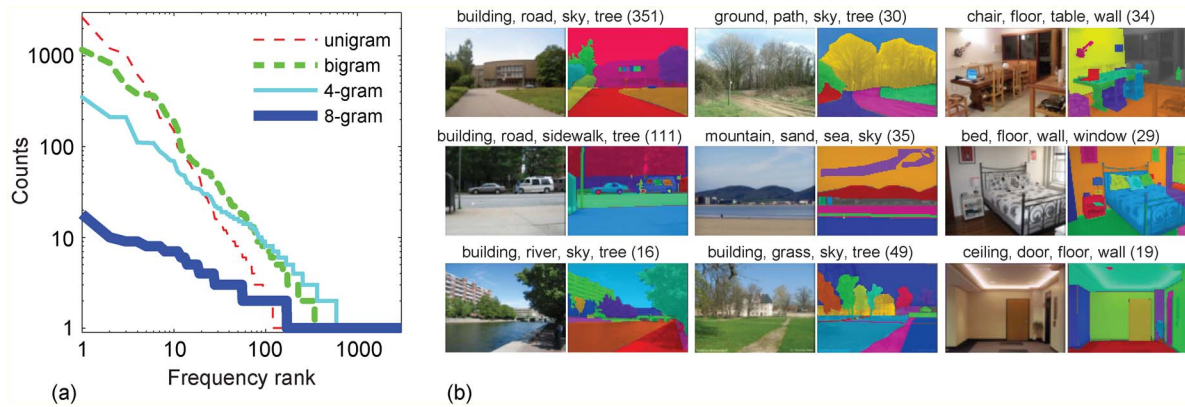 1000
100
10
1
Counts
1
10
100
1000
Frequency rank
unigram
bigram
4-gram
8-gram
(a)
building, road, sky, tree (351)
ground, path, sky, tree (30)
chair, floor, table, wall (34)
building, road, sidewalk, tree (111)
mountain, sand, sea, sky (35)
bed, floor, wall, window (29)
building, river, sky, tree (16)
building, grass, sky, tree (49)
ceiling, door, floor, wall (19)
(b)